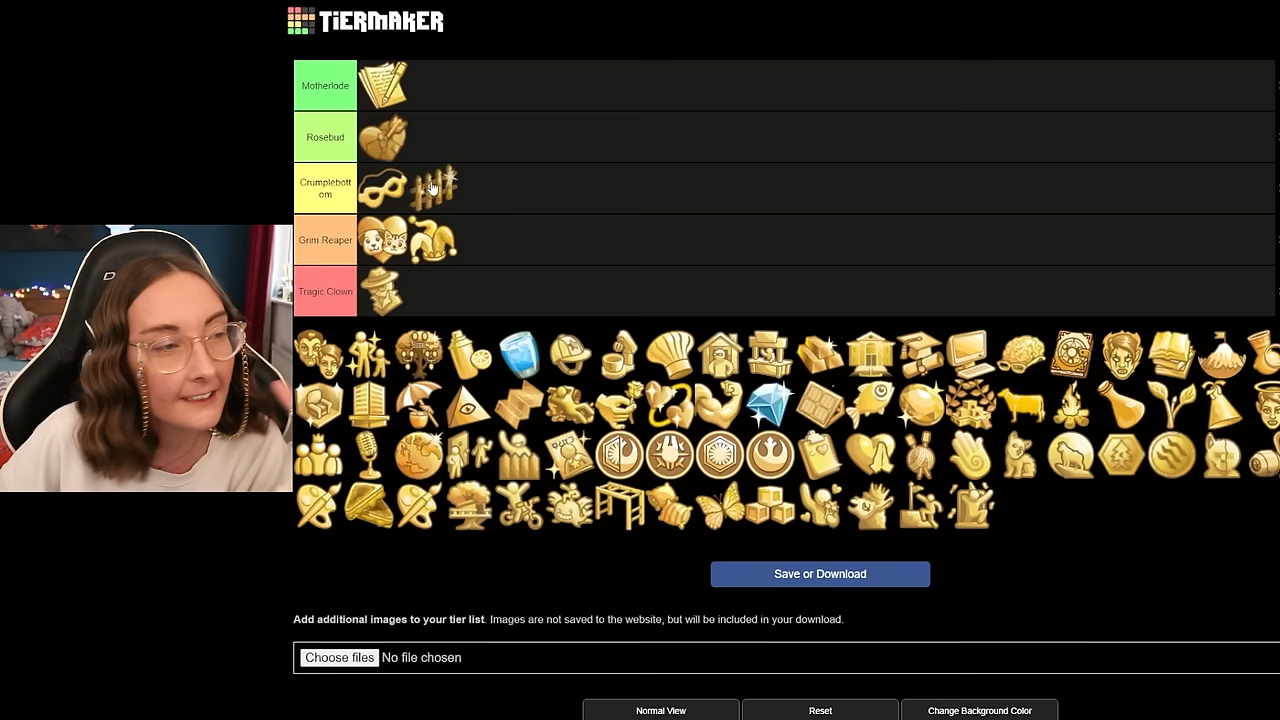 TiERMAKER
Motherlode
Rosebud
Crumplebott
om
Grim Reaper
Tragic Clown
Save or Download
Add additional images to your tier list. Images are not saved to the website, but will be included in your download.
Choose files No file chosen
Normal View
Reset
Change Background Color